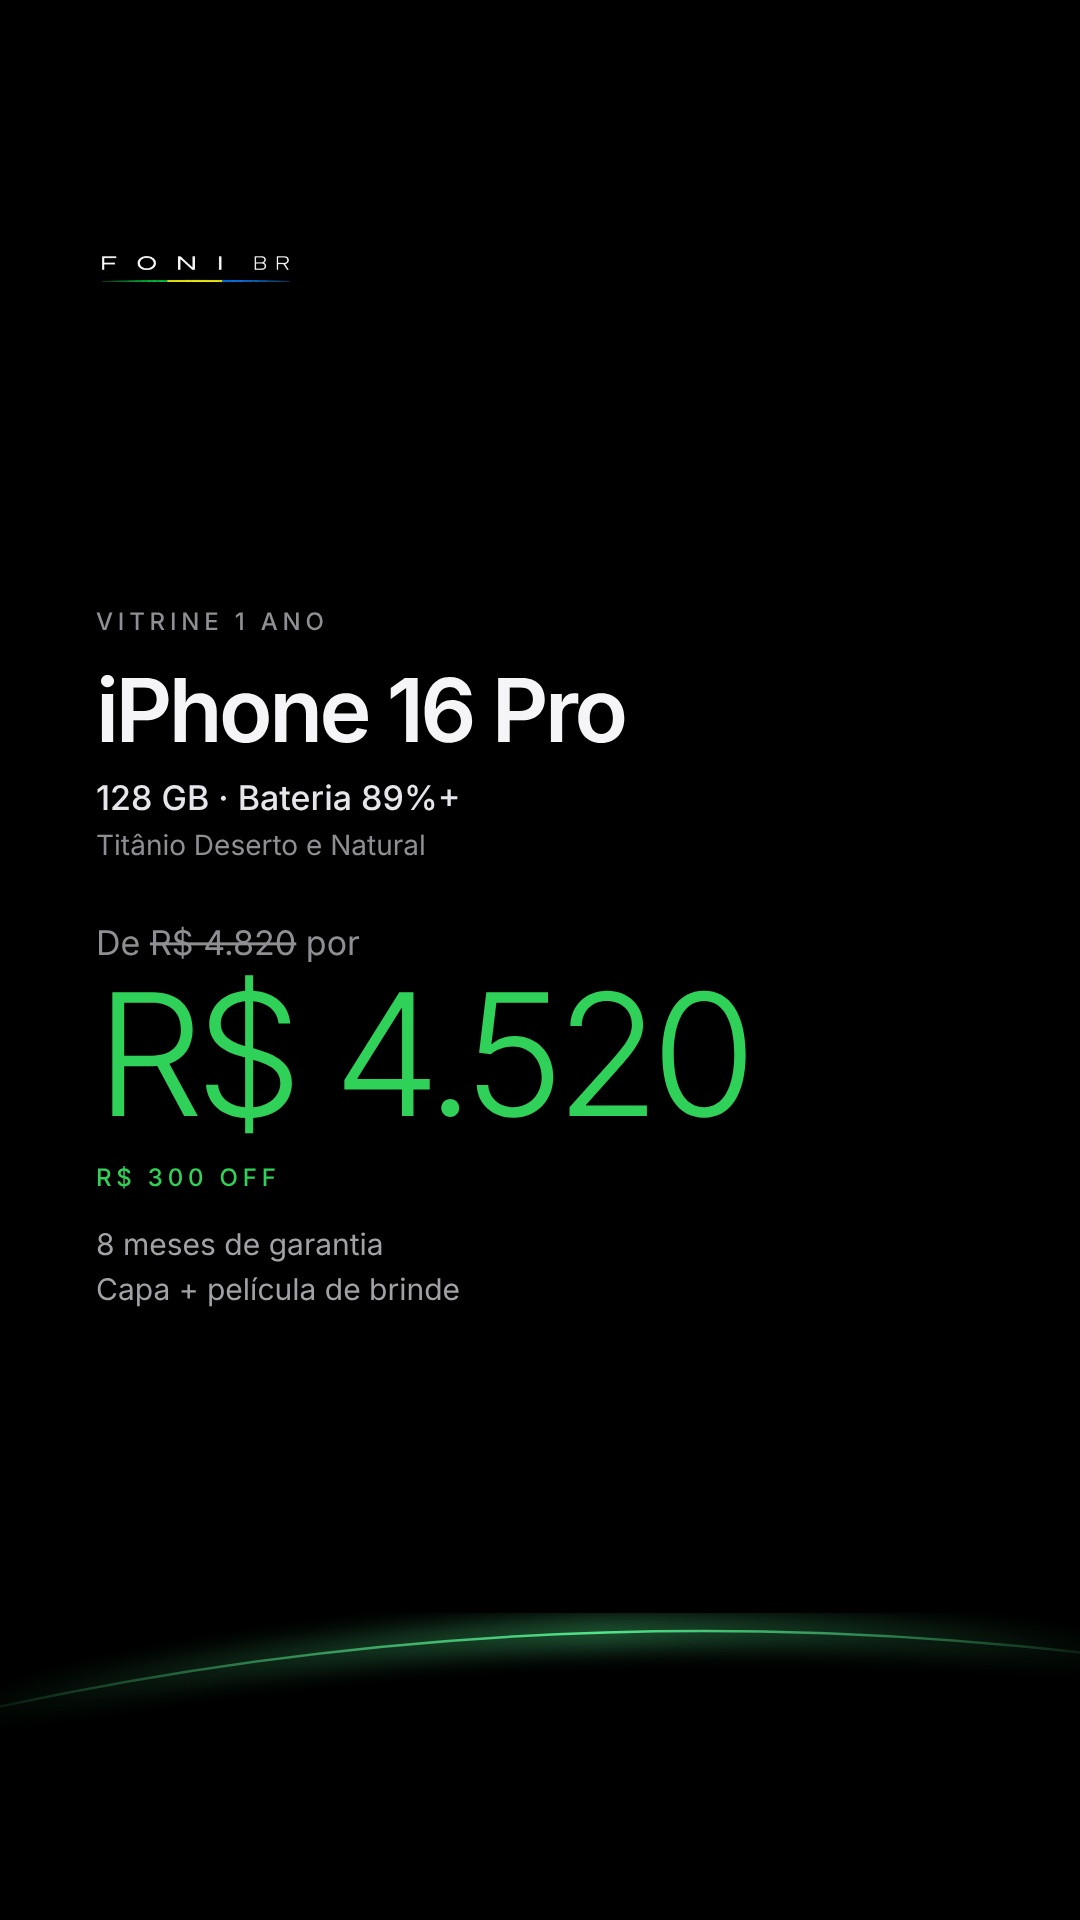 FONI BR
VITRINE 1 ANO
iPhone 16 Pro
128 GB · Bateria 89%+
Titânio Deserto e Natural
De R$ 4.820 por
R$ 4.520
R$ 300 OFF
8 meses de garantia
Capa + película de brinde